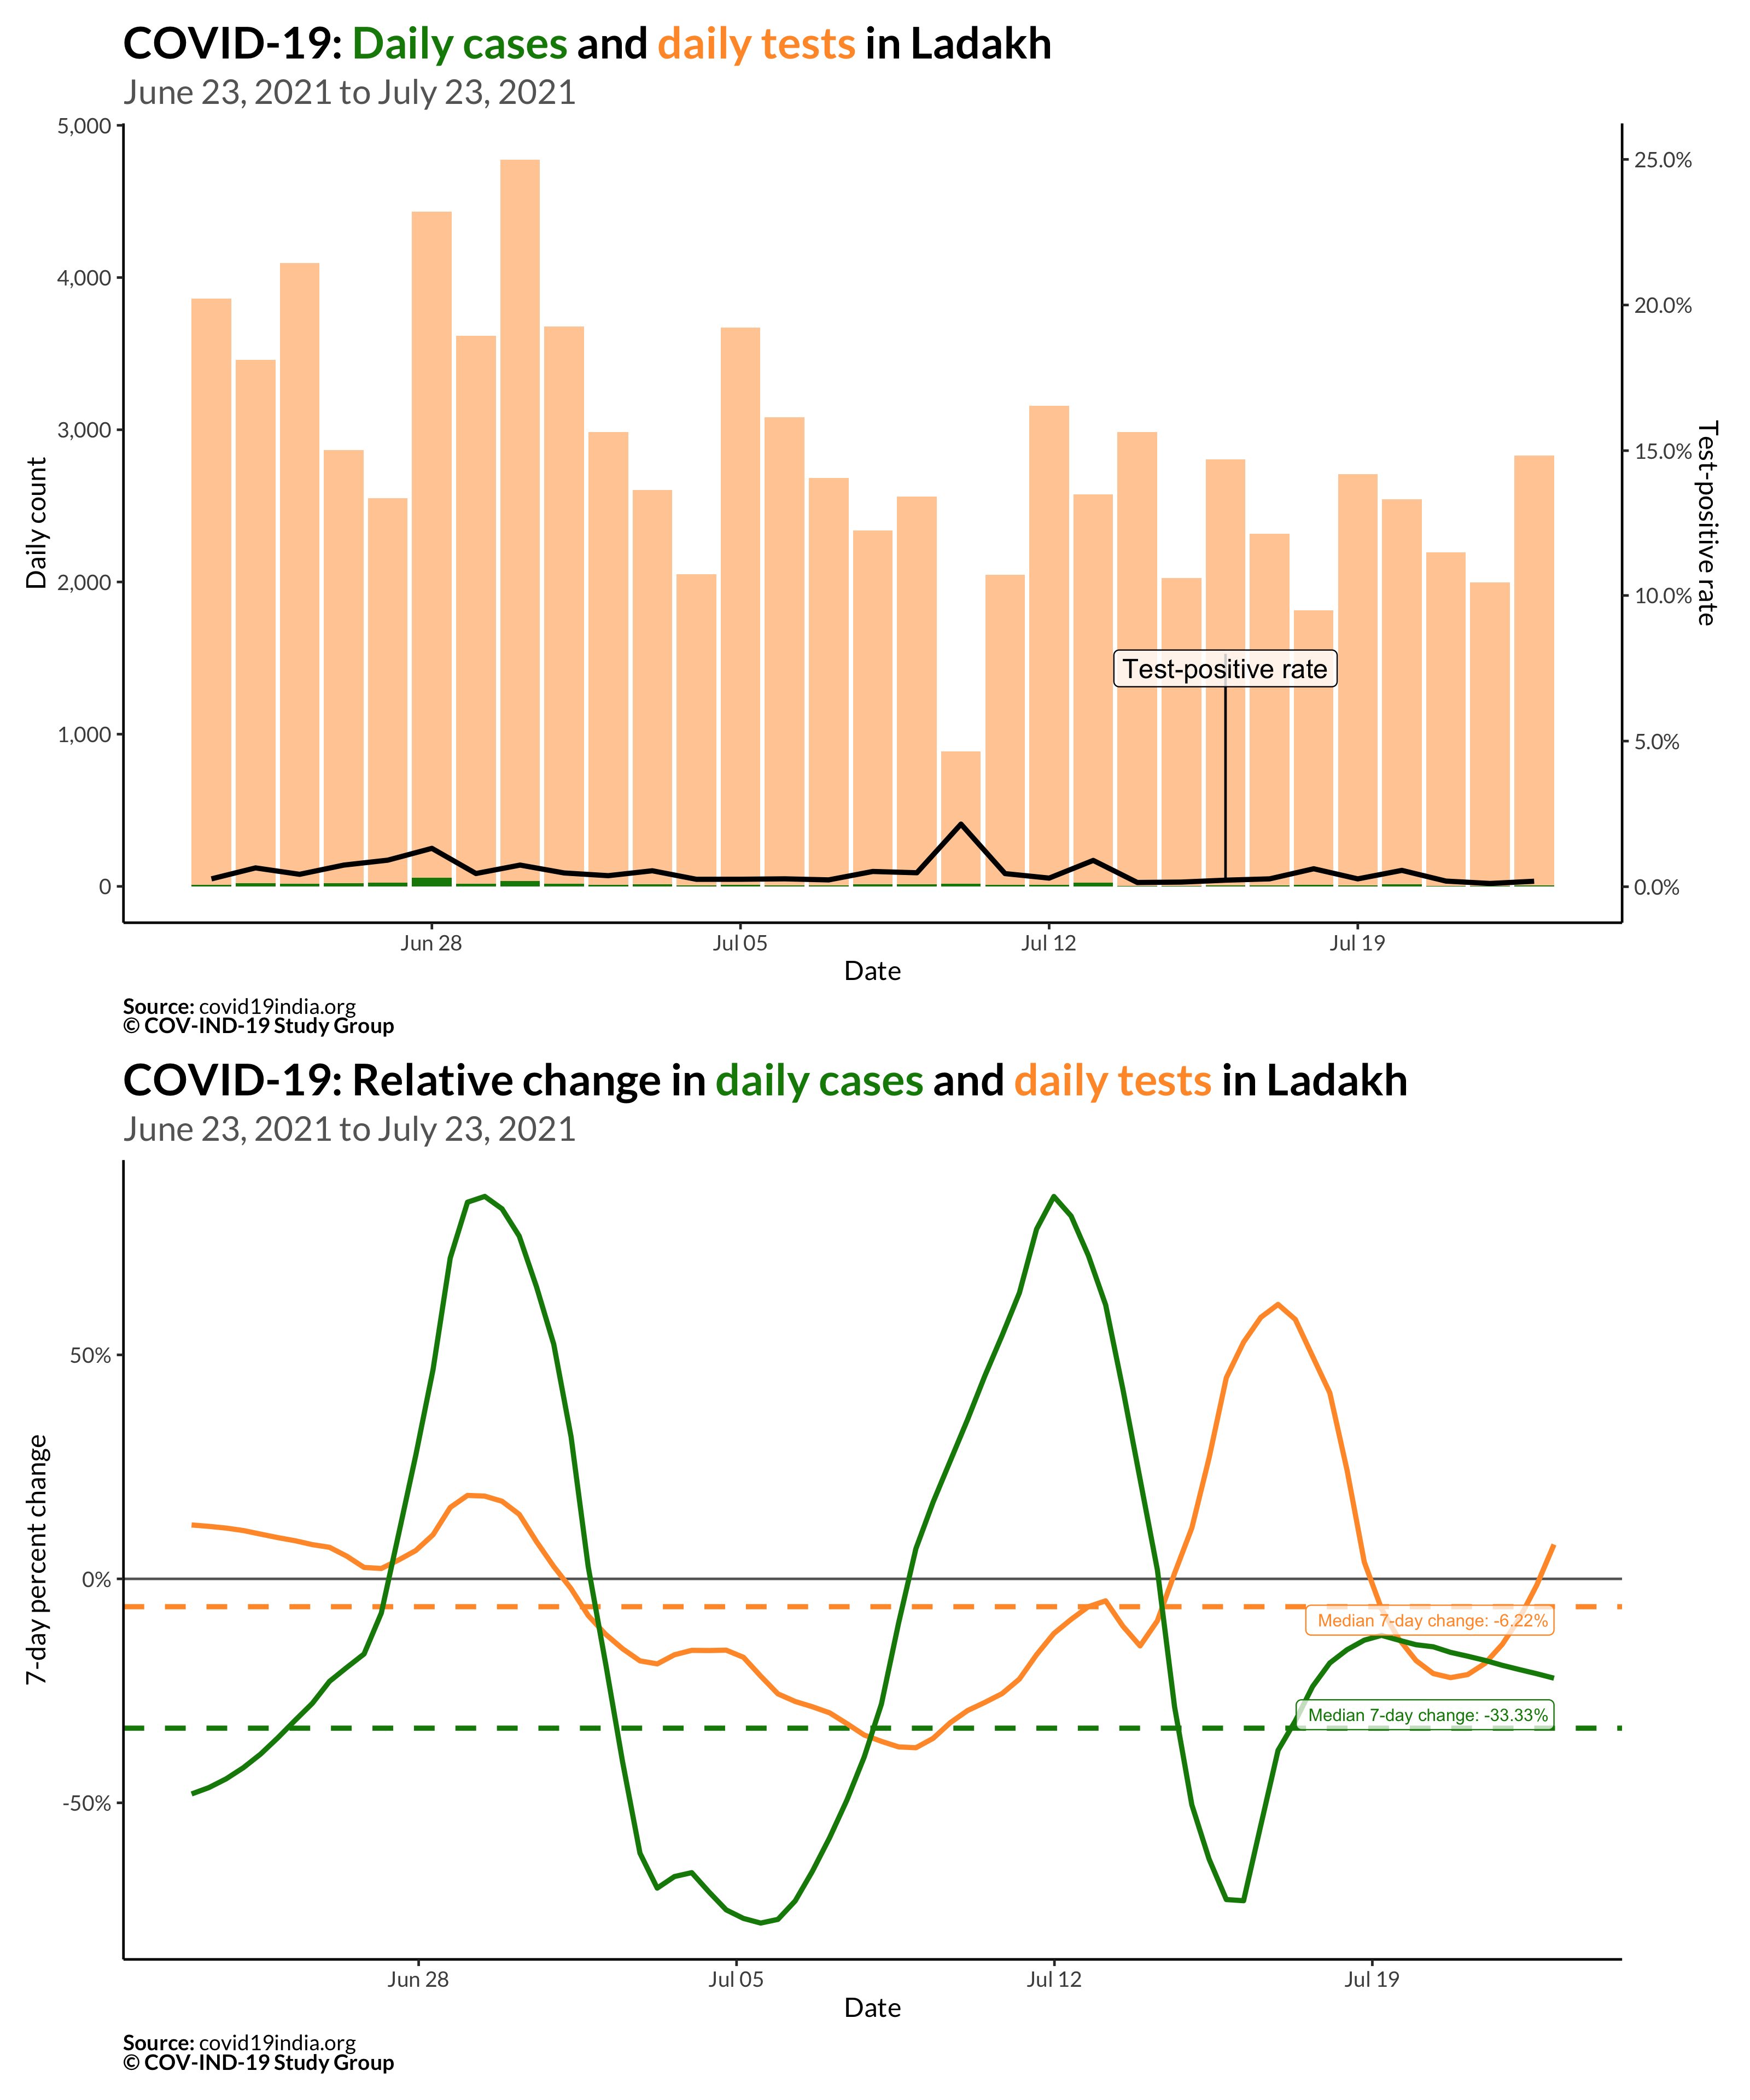 COVID-19: Daily cases and daily tests in Ladakh
June 23, 2021 to July 23, 2021
5,000
4,000
3,000
2,000
1,000
0
Daily count
25.0%
20.0%
15.0%
10.0%
5.0%
0.0%
Test-positive rate
Test-positive rate
Jun 28
Jul 05
Jul 12
Jul 19
Date
Source: covid19india.org
© COV-IND-19 Study Group
COVID-19: Relative change in daily cases and daily tests in Ladakh
June 23, 2021 to July 23, 2021
50%
0%
-50%
7-day percent change
Median 7-day change: -6.22%
Median 7-day change: -33.33%
Jun 28
Jul 05
Jul 12
Jul 19
Date
Source: covid19india.org
© COV-IND-19 Study Group